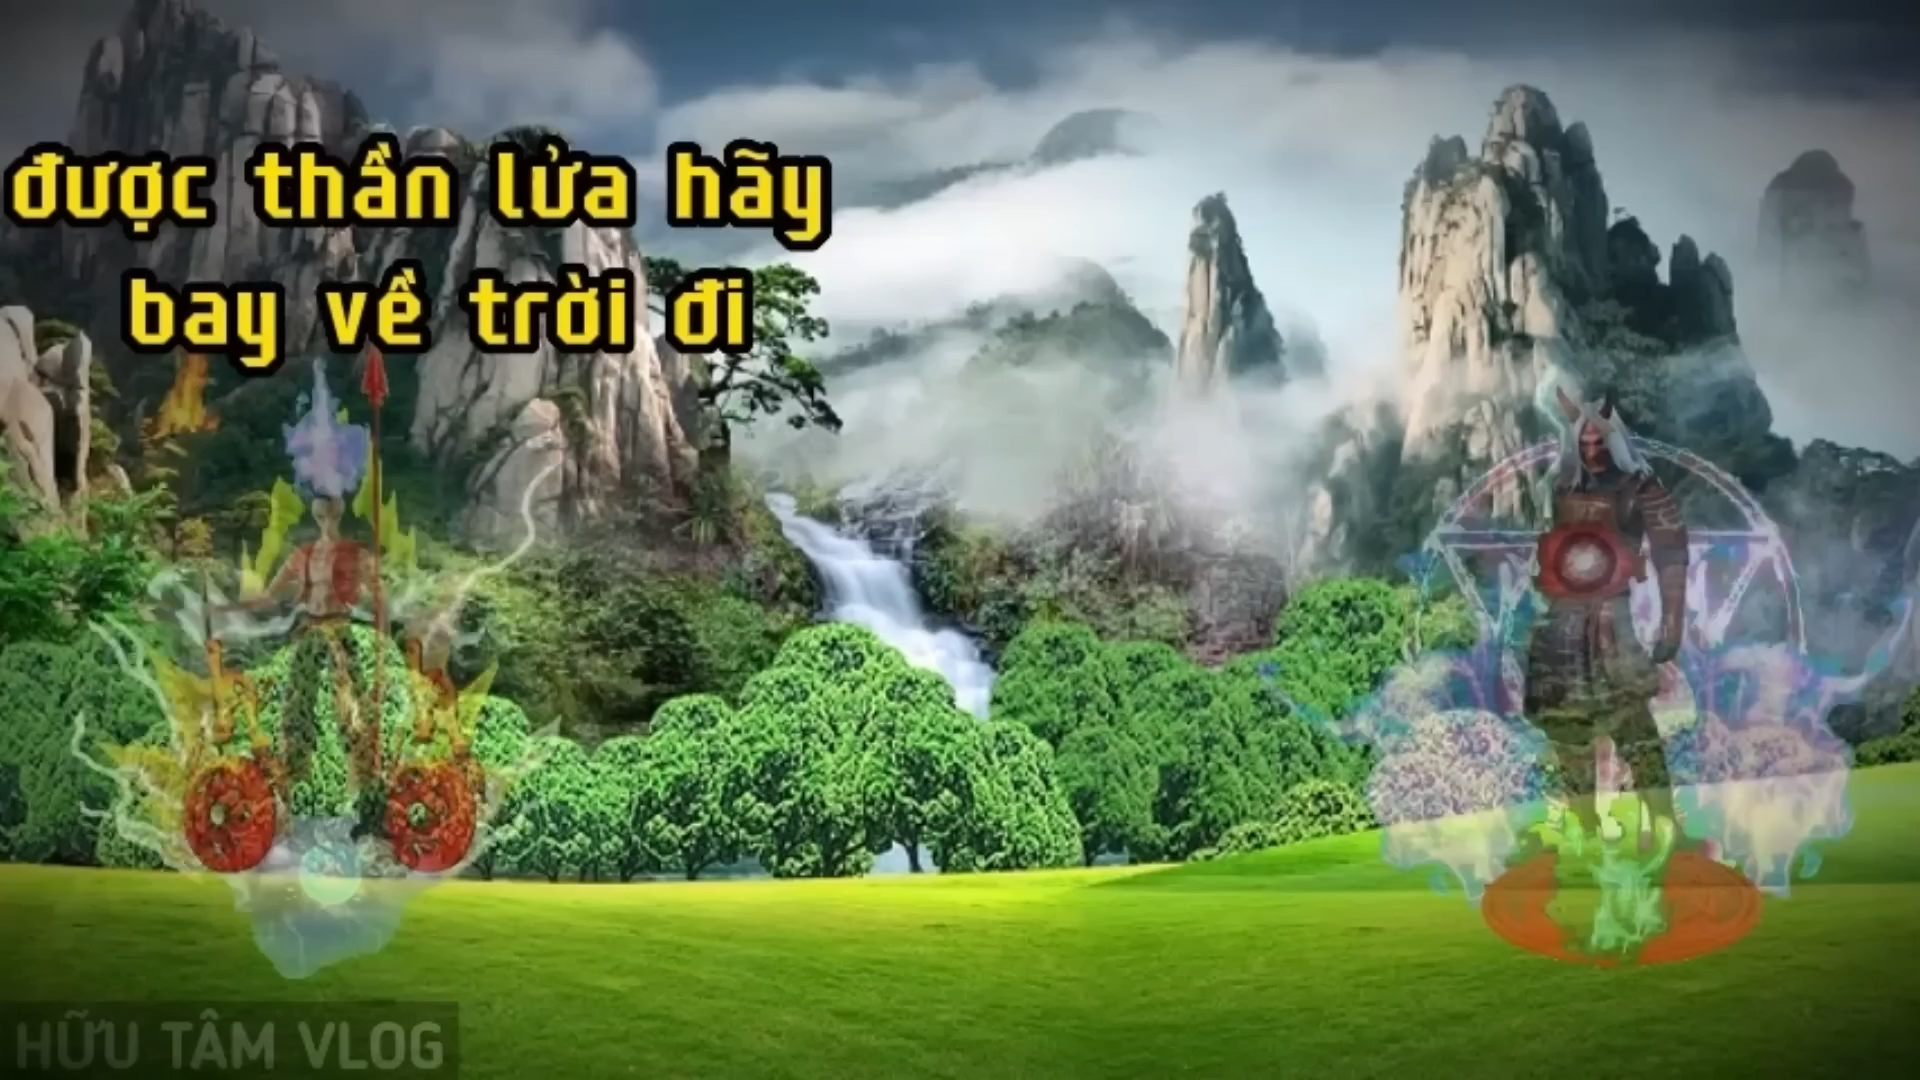 được thần lửa hãy
bay về trời đi
HỮU TÂM VLOG